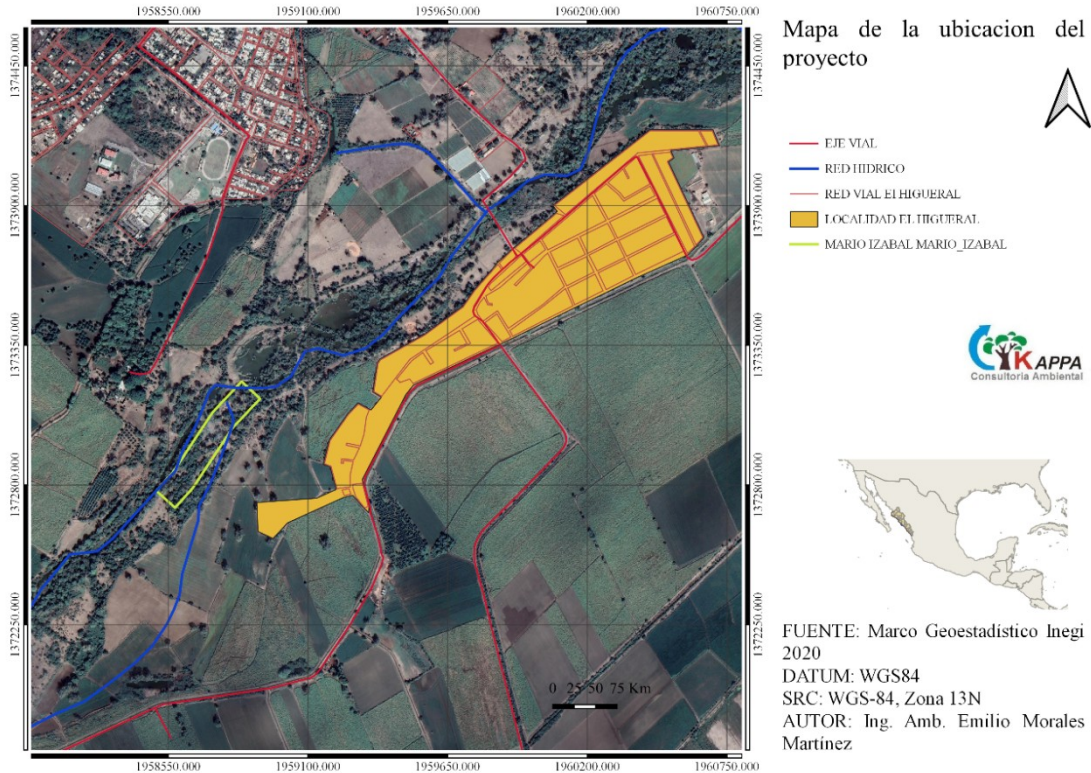 1958550.000 1959100.000 1959650.000 1960200.000 1960750.000
1374450.000
1373900.000
1373350.000
1372800.000
1372250.000
1374450.000
1373900.000
1373350.000
1372800.000
1372250.000
0 25 50 75 Km
1958550.000 1959100.000 1959650.000 1960200.000 1960750.000
Mapa de la ubicacion del
proyecto
EJE VIAL
RED HIDRICO
RED VIAL El HIGUERAL
LOCALIDAD EL HIGUERAL
MARIO IZABAL MARIO_IZABAL
KAPPA
Consultoria Ambiental
FUENTE: Marco Geoestadístico Inegi
2020
DATUM: WGS84
SRC: WGS-84, Zona 13N
AUTOR: Ing. Amb. Emilio Morales
Martínez